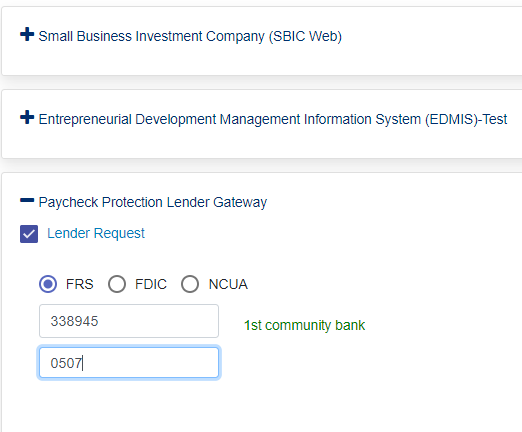 Small Business Investment Company (SBIC Web)
Entrepreneurial Development Management Information System (EDMIS)-Test
Paycheck Protection Lender Gateway
Lender Request
FRS FDIC NCUA
338945 1st community bank
0507